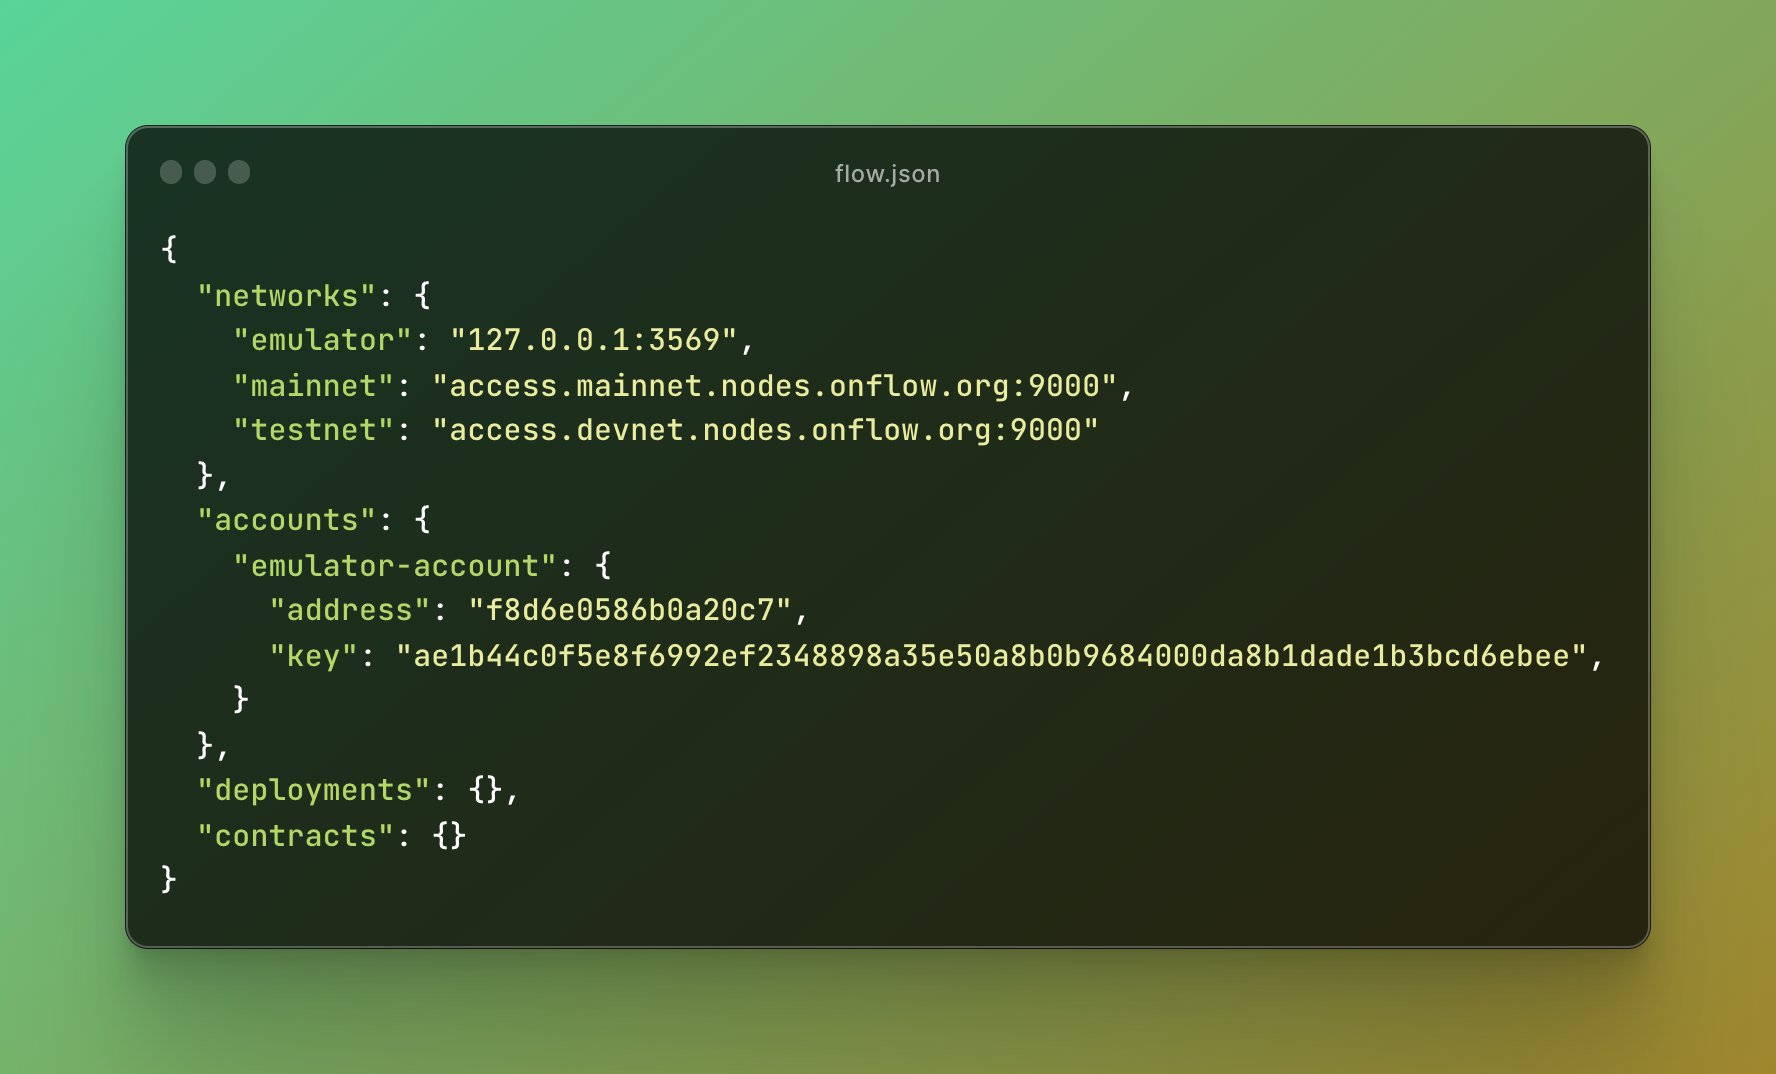 flow.json
{
  "networks": {
    "emulator": "127.0.0.1:3569",
    "mainnet": "access.mainnet.nodes.onflow.org:9000",
    "testnet": "access.devnet.nodes.onflow.org:9000"
  },
  "accounts": {
    "emulator-account": {
      "address": "f8d6e0586b0a20c7",
      "key": "ae1b44c0f5e8f6992ef2348898a35e50a8b0b9684000da8b1dade1b3bcd6ebee",
    }
  },
  "deployments": {},
  "contracts": {}
}